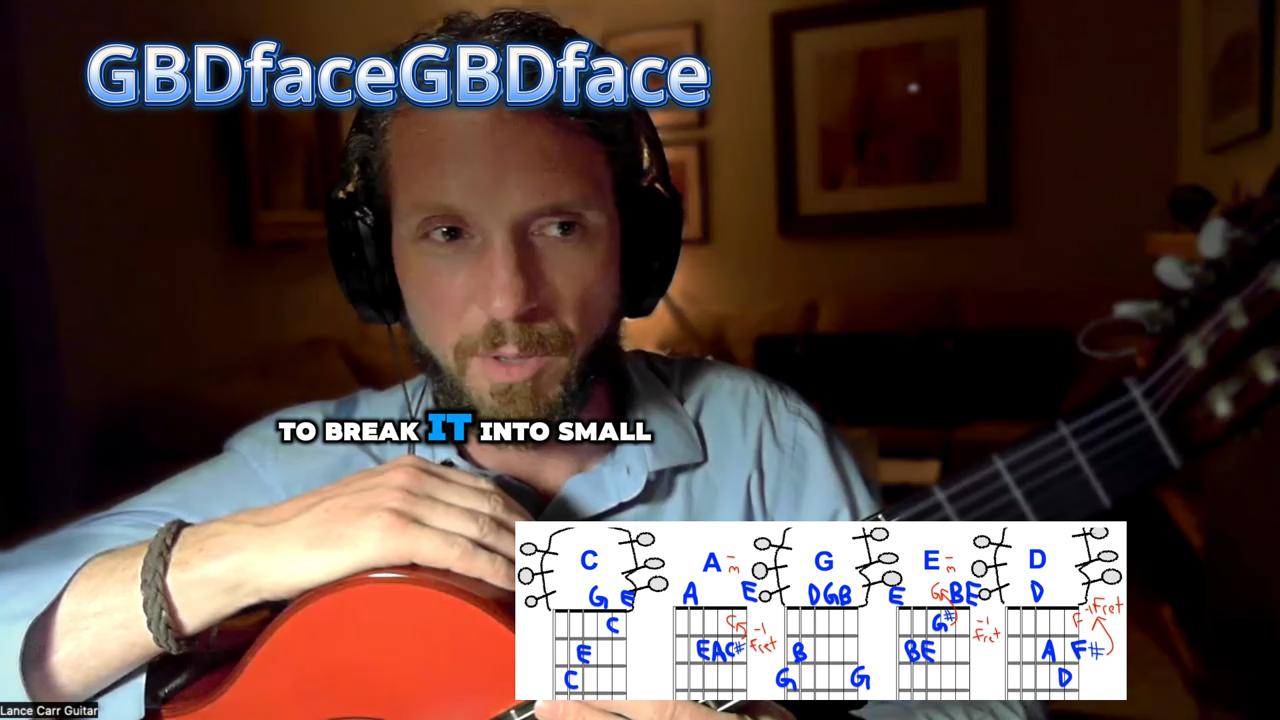 GBDfaceGBDface
TO BREAK IT INTO SMALL
C A -m G E -m D
G E A E DGB E G BE D
C C G# F -1 Fret
E EAC# -1 fret B BE -1 fret A F#
C G G D
Lance Carr Guitar